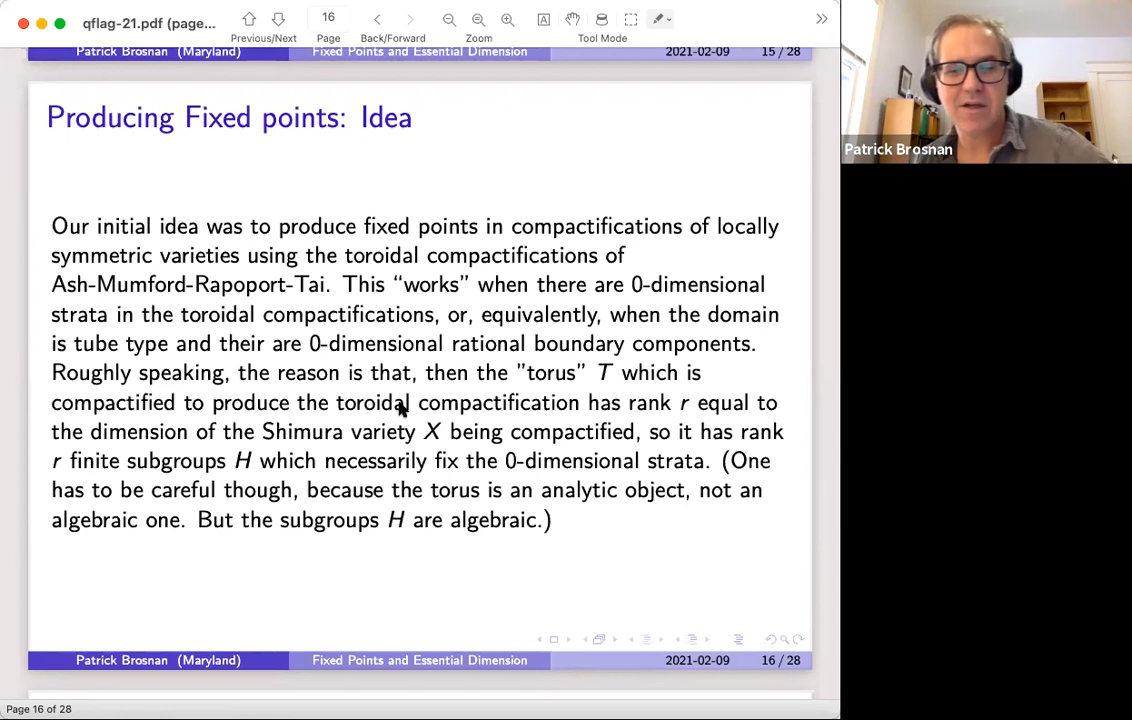 qflag-21.pdf (page...
16
Previous/Next
Page
Back/Forward
Zoom
Tool Mode
Patrick Brosnan (Maryland)
Fixed Points and Essential Dimension
2021-02-09
15 / 28
Producing Fixed points: Idea
Our initial idea was to produce fixed points in compactifications of locally
symmetric varieties using the toroidal compactifications of
Ash-Mumford-Rapoport-Tai. This “works” when there are 0-dimensional
strata in the toroidal compactifications, or, equivalently, when the domain
is tube type and their are 0-dimensional rational boundary components.
Roughly speaking, the reason is that, then the ”torus” T which is
compactified to produce the toroidal compactification has rank r equal to
the dimension of the Shimura variety X being compactified, so it has rank
r finite subgroups H which necessarily fix the 0-dimensional strata. (One
has to be careful though, because the torus is an analytic object, not an
algebraic one. But the subgroups H are algebraic.)
Patrick Brosnan (Maryland)
Fixed Points and Essential Dimension
2021-02-09
16 / 28
Page 16 of 28
Patrick Brosnan